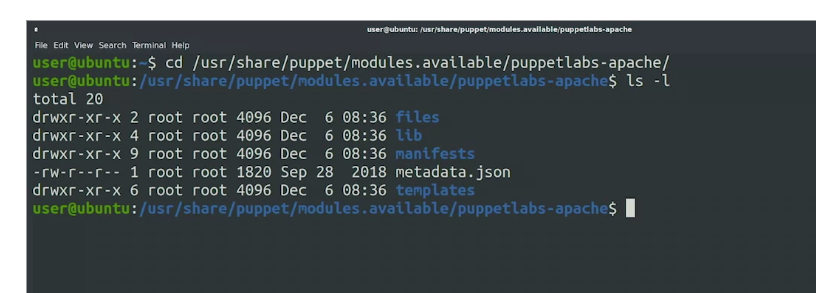 user@ubuntu: /usr/share/puppet/modules.available/puppetlabs-apache
File Edit View Search Terminal Help
user@ubuntu:~$ cd /usr/share/puppet/modules.available/puppetlabs-apache/
user@ubuntu:/usr/share/puppet/modules.available/puppetlabs-apache$ ls -l
total 20
drwxr-xr-x 2 root root 4096 Dec  6 08:36 files
drwxr-xr-x 4 root root 4096 Dec  6 08:36 lib
drwxr-xr-x 9 root root 4096 Dec  6 08:36 manifests
-rw-r--r-- 1 root root 1820 Sep 28  2018 metadata.json
drwxr-xr-x 6 root root 4096 Dec  6 08:36 templates
user@ubuntu:/usr/share/puppet/modules.available/puppetlabs-apache$